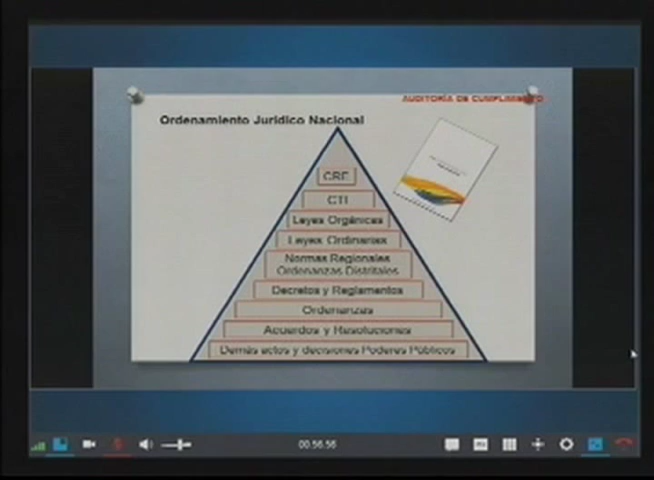 AUDITORÍA DE CUMPLIMIENTO
Ordenamiento Jurídico Nacional
CRE
CTI
Leyes Orgánicas
Leyes Ordinarias
Normas Regionales
Ordenanzas Distritales
Decretos y Reglamentos
Ordenanzas
Acuerdos y Resoluciones
Demás actos y decisiones Poderes Públicos
00:56:56